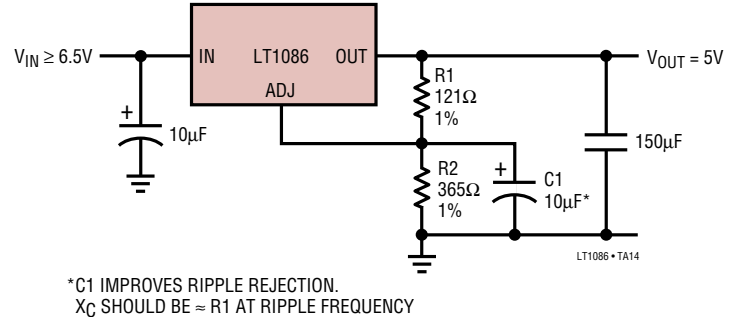 V_IN ≥ 6.5V
IN LT1086 OUT
ADJ
V_OUT = 5V
R1
121Ω
1%
+
10µF
150µF
R2
365Ω
1%
+
C1
10µF*
LT1086 • TA14
*C1 IMPROVES RIPPLE REJECTION.
X_C SHOULD BE ≈ R1 AT RIPPLE FREQUENCY